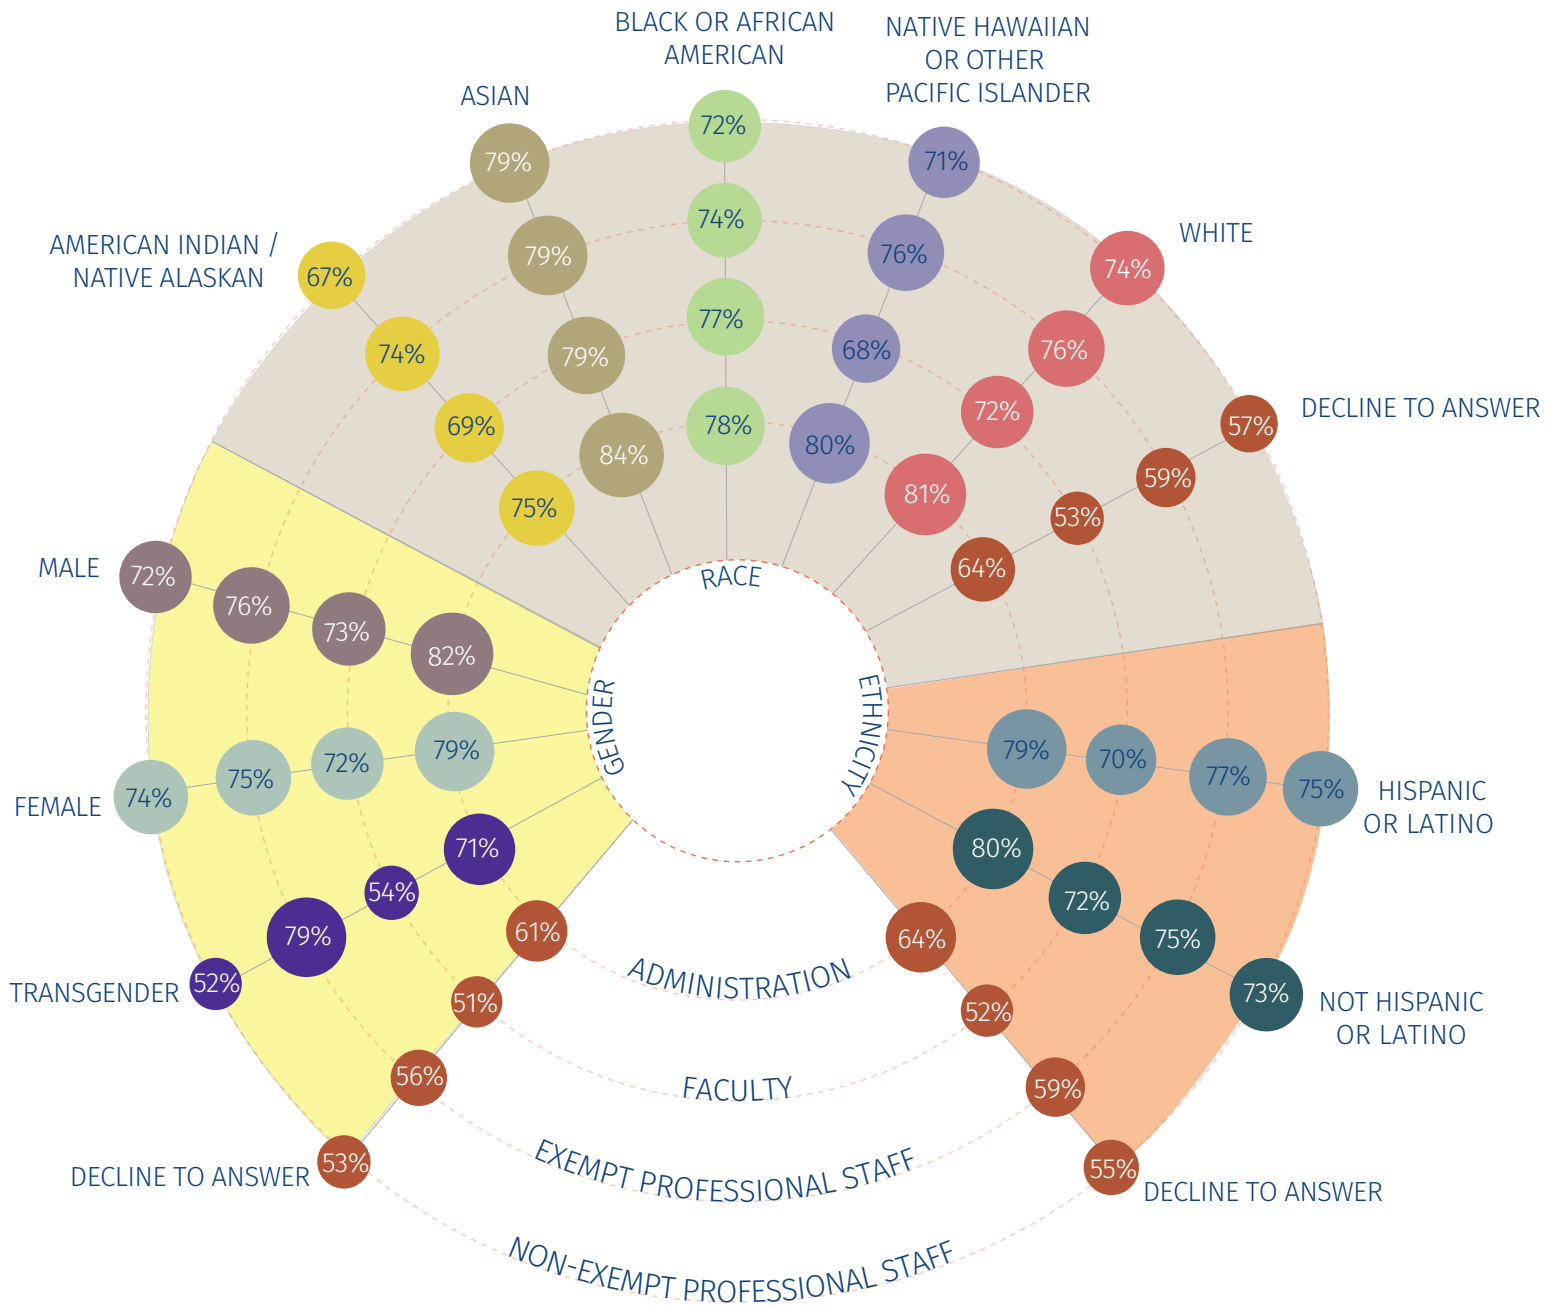 BLACK OR AFRICAN
AMERICAN
NATIVE HAWAIIAN
OR OTHER
PACIFIC ISLANDER
ASIAN
AMERICAN INDIAN /
NATIVE ALASKAN
WHITE
DECLINE TO ANSWER
67%
74%
69%
75%
79%
79%
79%
84%
72%
74%
77%
78%
71%
76%
68%
80%
74%
76%
72%
81%
57%
59%
53%
64%
RACE
MALE
72%
76%
73%
82%
FEMALE
74%
75%
72%
79%
TRANSGENDER
52%
79%
54%
71%
DECLINE TO ANSWER
53%
56%
51%
61%
GENDER
ETHNICITY
79%
70%
77%
75%
HISPANIC
OR LATINO
80%
72%
75%
73%
NOT HISPANIC
OR LATINO
64%
52%
59%
55%
DECLINE TO ANSWER
ADMINISTRATION
FACULTY
EXEMPT PROFESSIONAL STAFF
NON-EXEMPT PROFESSIONAL STAFF